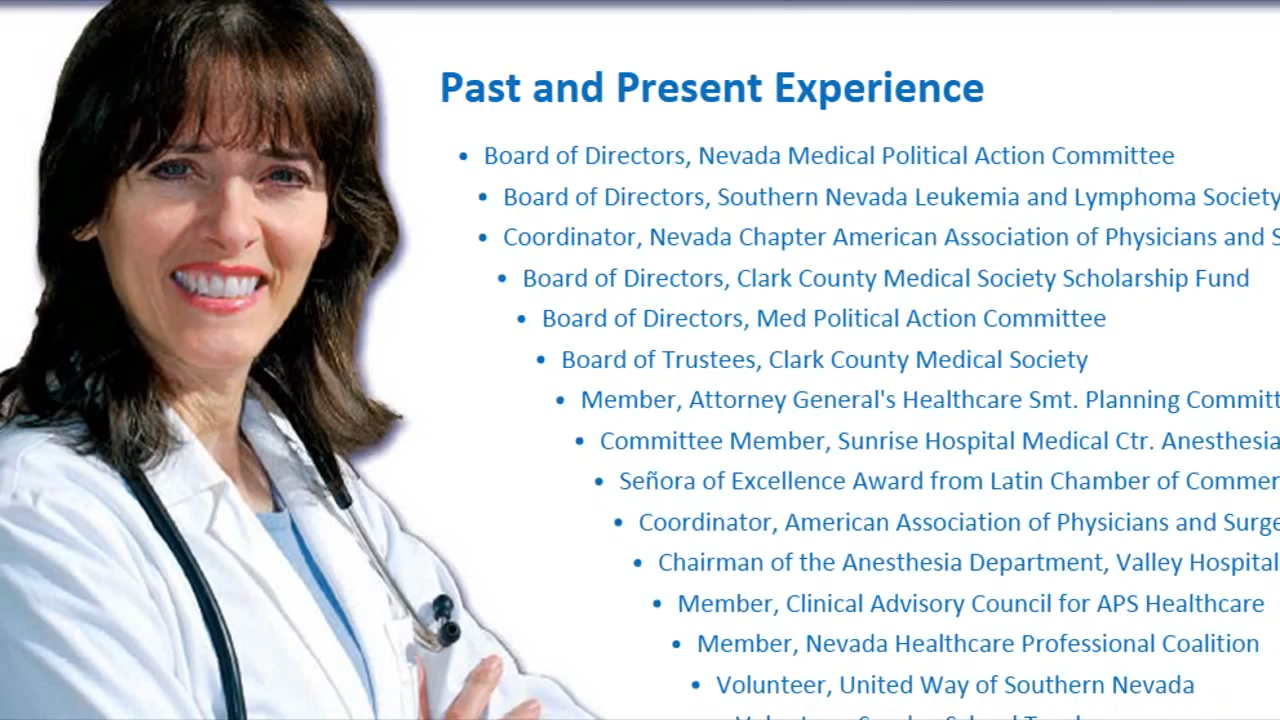 Past and Present Experience
• Board of Directors, Nevada Medical Political Action Committee
• Board of Directors, Southern Nevada Leukemia and Lymphoma Society
• Coordinator, Nevada Chapter American Association of Physicians and S
• Board of Directors, Clark County Medical Society Scholarship Fund
• Board of Directors, Med Political Action Committee
• Board of Trustees, Clark County Medical Society
• Member, Attorney General's Healthcare Smt. Planning Committ
• Committee Member, Sunrise Hospital Medical Ctr. Anesthesia
• Señora of Excellence Award from Latin Chamber of Commer
• Coordinator, American Association of Physicians and Surge
• Chairman of the Anesthesia Department, Valley Hospital
• Member, Clinical Advisory Council for APS Healthcare
• Member, Nevada Healthcare Professional Coalition
• Volunteer, United Way of Southern Nevada